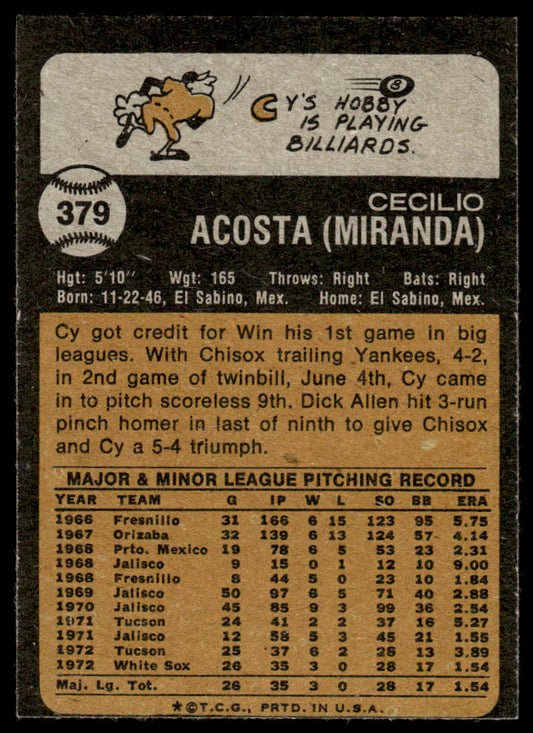 8
CY'S HOBBY
IS PLAYING
BILLIARDS.
379
CECILIO
ACOSTA (MIRANDA)
Hgt: 5'10" Wgt: 165 Throws: Right Bats: Right
Born: 11-22-46, El Sabino, Mex. Home: El Sabino, Mex.
Cy got credit for Win his 1st game in big
leagues. With Chisox trailing Yankees, 4-2,
in 2nd game of twinbill, June 4th, Cy came
in to pitch scoreless 9th. Dick Allen hit 3-run
pinch homer in last of ninth to give Chisox
and Cy a 5-4 triumph.
MAJOR & MINOR LEAGUE PITCHING RECORD
YEAR TEAM G IP W L SO BB ERA
1966 Fresnillo 31 166 6 15 123 95 5.75
1967 Orizaba 32 139 6 13 124 57 4.14
1968 Prto. Mexico 19 78 6 5 53 23 2.31
1968 Jalisco 9 15 0 1 12 10 9.00
1968 Fresnillo 8 44 5 0 23 10 1.84
1969 Jalisco 50 97 6 5 71 40 2.88
1970 Jalisco 45 85 9 3 99 36 2.54
1971 Tucson 24 41 2 2 37 16 5.27
1971 Jalisco 12 58 5 3 45 21 1.55
1972 Tucson 25 37 6 2 28 13 3.89
1972 White Sox 26 35 3 0 28 17 1.54
Maj. Lg. Tot. 26 35 3 0 28 17 1.54
*©T.C.G., PRTD. IN U.S.A.